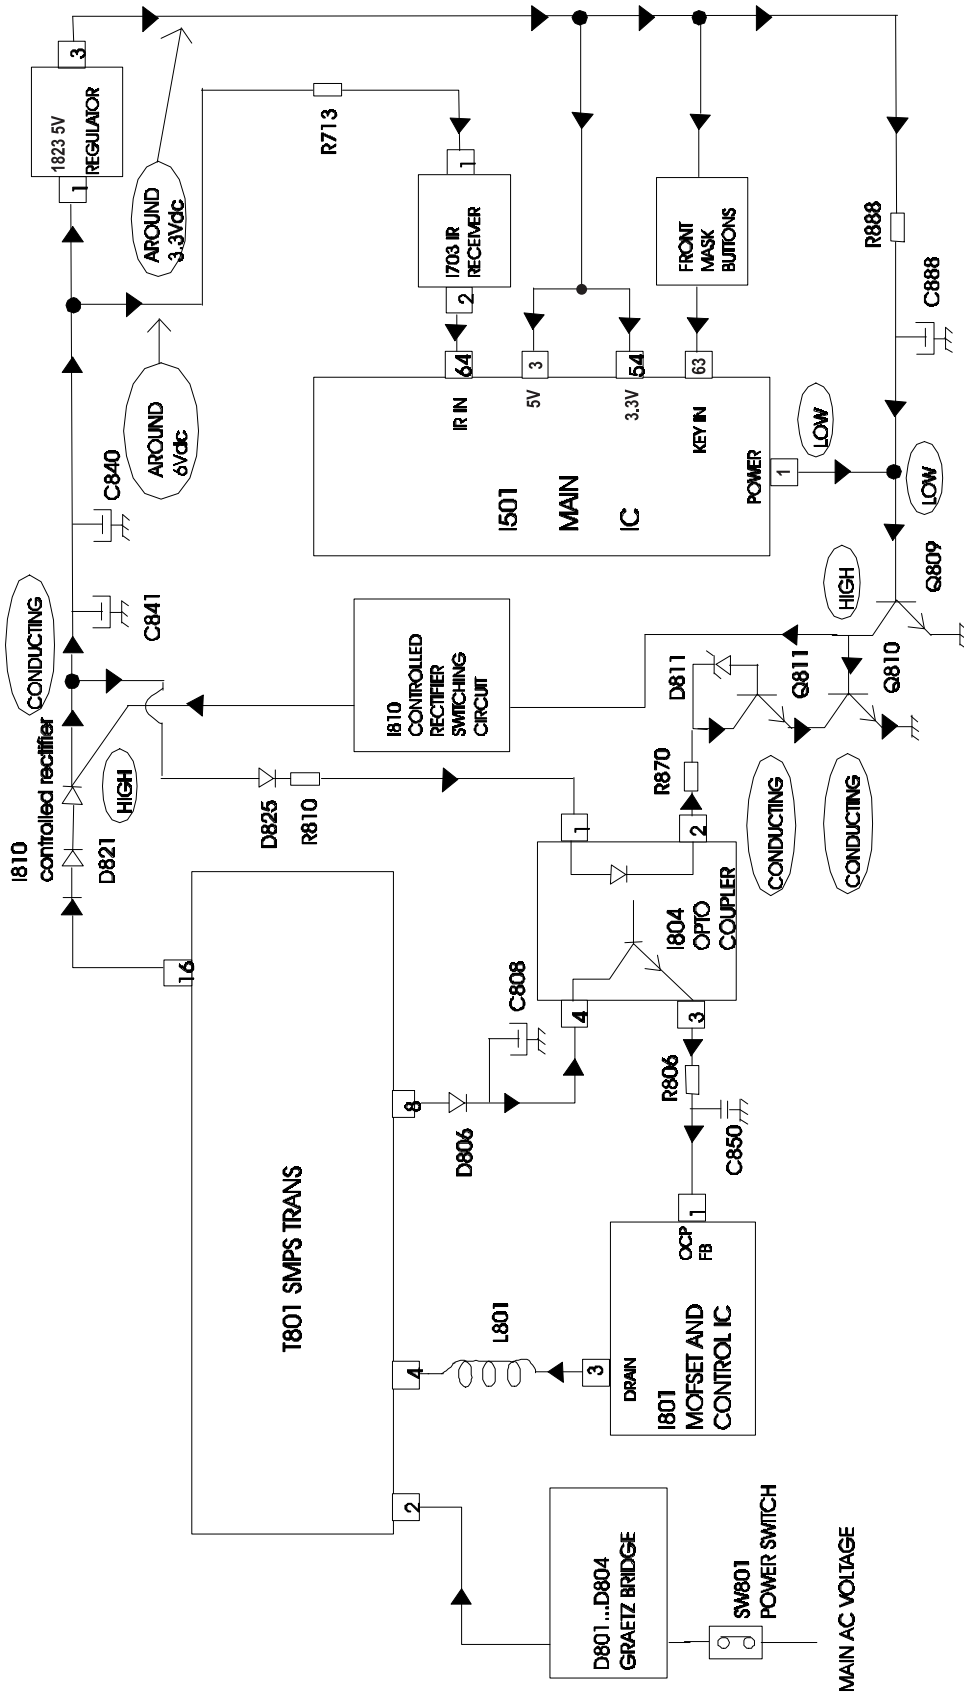 I810
controlled rectifier
CONDUCTING
D821
HIGH
C841
C840
AROUND
6Vdc
AROUND
3.3Vdc
1
1823 5V
REGULATOR
3
16
T801 SMPS TRANS
2
4
8
D825
R810
I810
CONTROLLED
RECTIFIER
SWITCHING
CIRCUIT
R713
1
I703 IR
RECEIVER
2
64
IR IN
3
5V
54
3.3V
63
KEY IN
I501
MAIN
IC
POWER
1
FRONT
MASK
BUTTONS
LOW
LOW
R888
C888
Q809
HIGH
Q810
Q811
D811
CONDUCTING
CONDUCTING
R870
1
2
I804
OPTO
COUPLER
4
3
C808
D806
R806
C850
1
OCP
FB
DRAIN
3
I801
MOFSET AND
CONTROL IC
L801
D801...D804
GRAETZ BRIDGE
SW801
POWER SWITCH
MAIN AC VOLTAGE